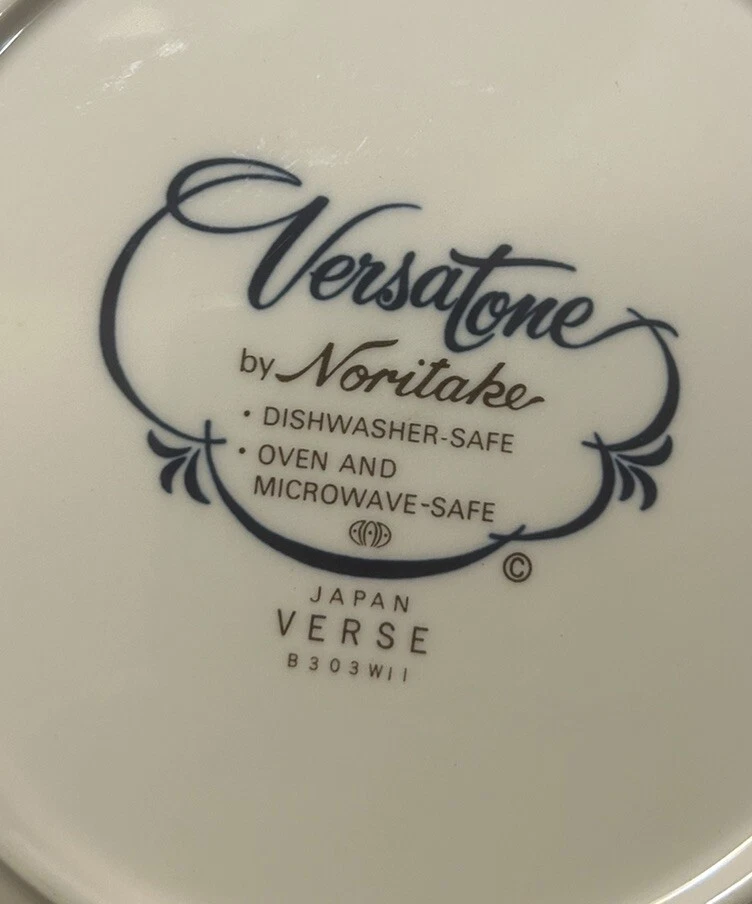 Versatone
by Noritake
• DISHWASHER-SAFE
• OVEN AND
MICROWAVE-SAFE
©
JAPAN
VERSE
B303W11